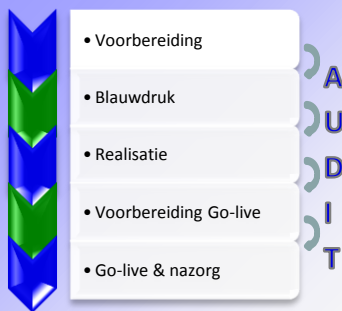 • Voorbereiding
• Blauwdruk
• Realisatie
• Voorbereiding Go-live
• Go-live & nazorg
A
U
D
I
T